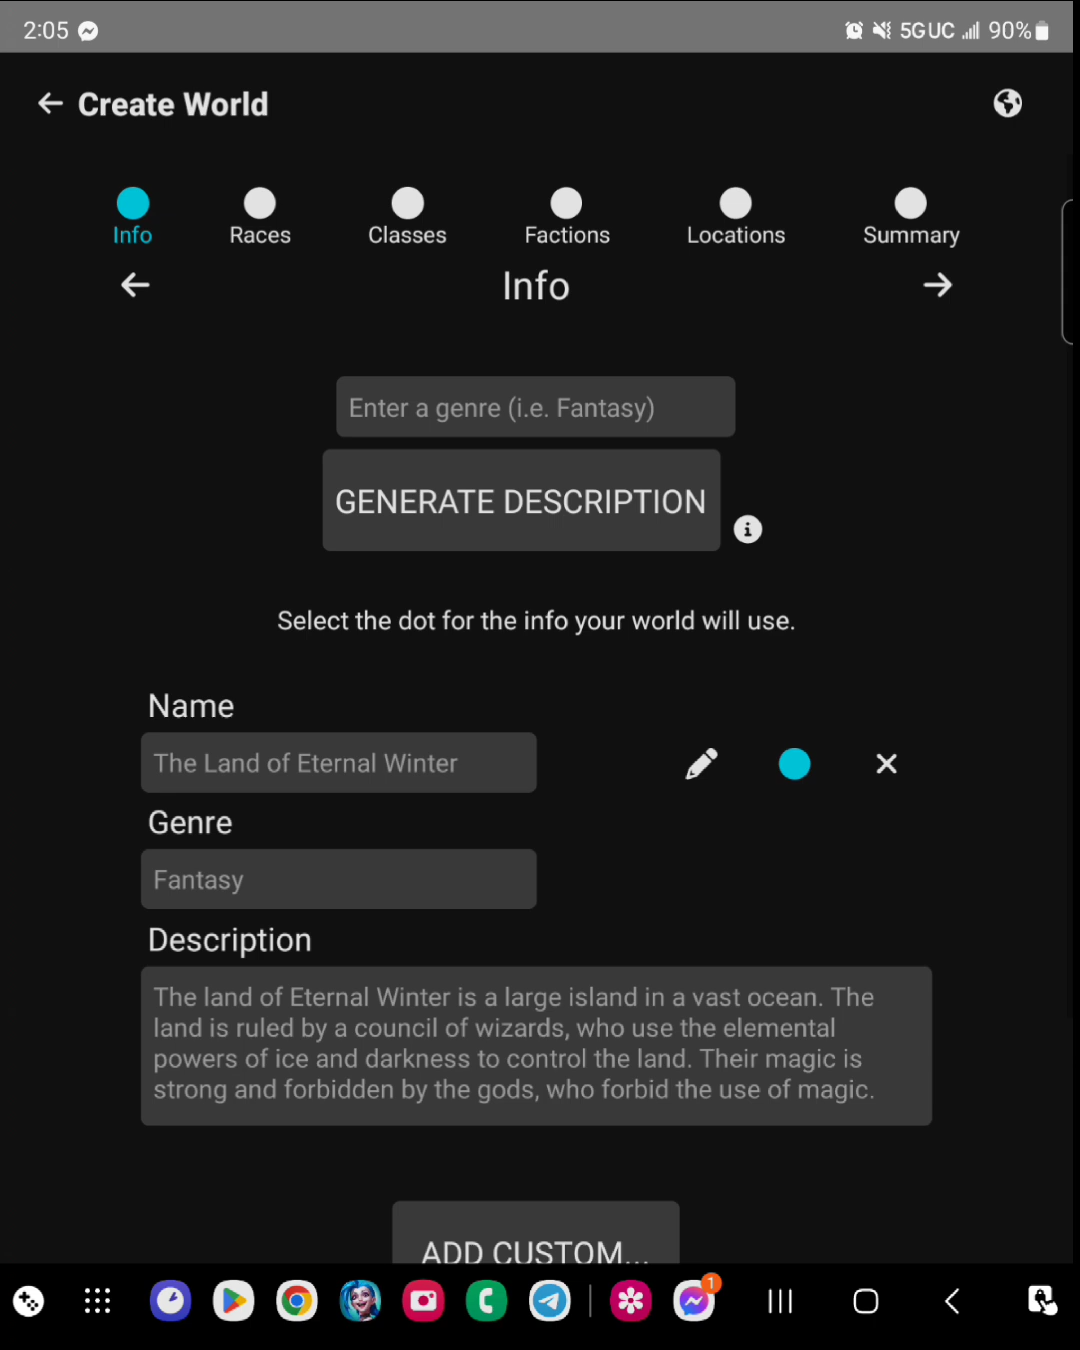 2:05 5G UC 90%
Create World
Info Races Classes Factions Locations Summary
Info
Enter a genre (i.e. Fantasy)
GENERATE DESCRIPTION
Select the dot for the info your world will use.
Name
The Land of Eternal Winter
Genre
Fantasy
Description
The land of Eternal Winter is a large island in a vast ocean. The
land is ruled by a council of wizards, who use the elemental
powers of ice and darkness to control the land. Their magic is
strong and forbidden by the gods, who forbid the use of magic.
ADD CUSTOM...
1